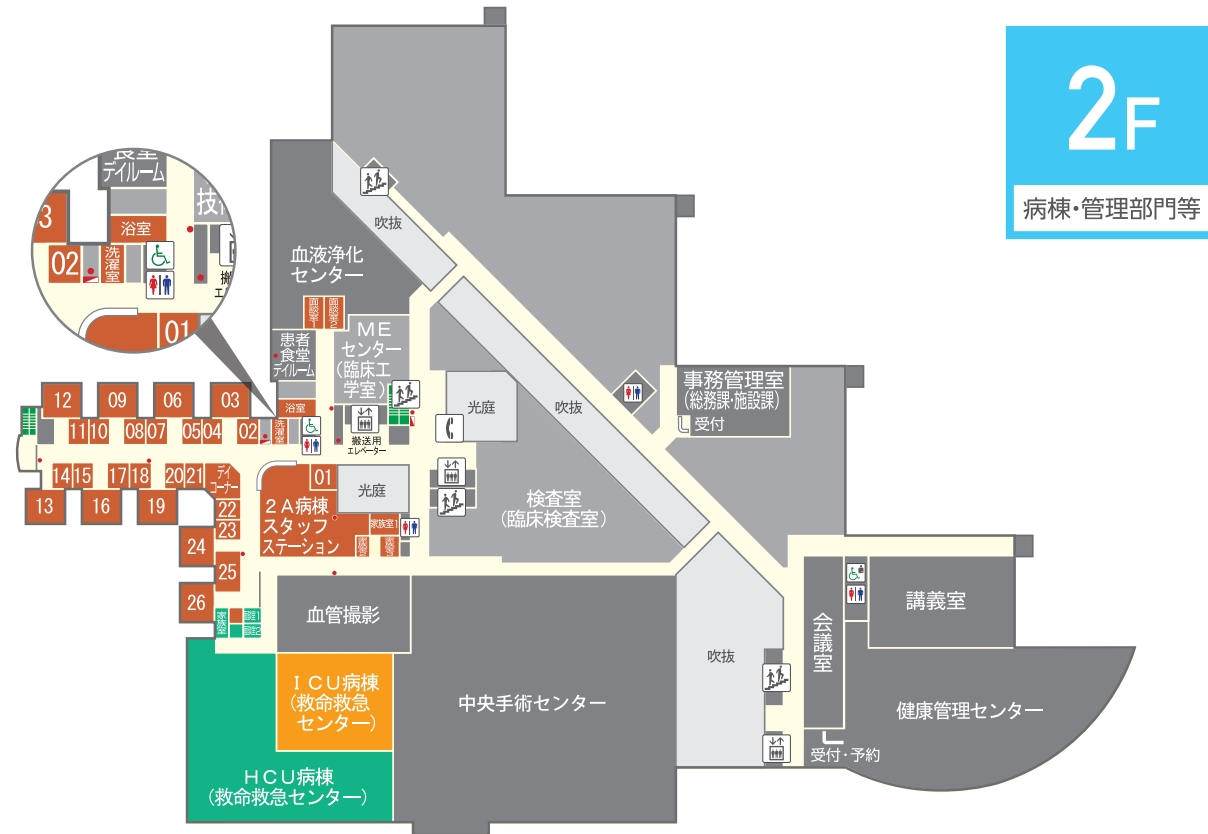 2F
病棟・管理部門等
吹抜
血液浄化
センター
面談室1
面談室2
患者
食堂
デイルーム
浴室
洗濯室
MEセンター
(臨床工
学室)
搬送用
エレベーター
光庭
吹抜
事務管理室
(総務課・施設課)
受付
検査室
(臨床検査室)
デイルーム
浴室
洗濯室
3
02
01
技
搬
12
09
06
03
11
10
08
07
05
04
02
14
15
17
18
20
21
デイ
コーナー
13
16
19
22
23
24
25
26
01
2A病棟
スタッフ
ステーション
光庭
家族室1
家族室
血管撮影
ICU病棟
(救命救急
センター)
HCU病棟
(救命救急センター)
中央手術センター
吹抜
会議室
講義室
健康管理センター
受付・予約